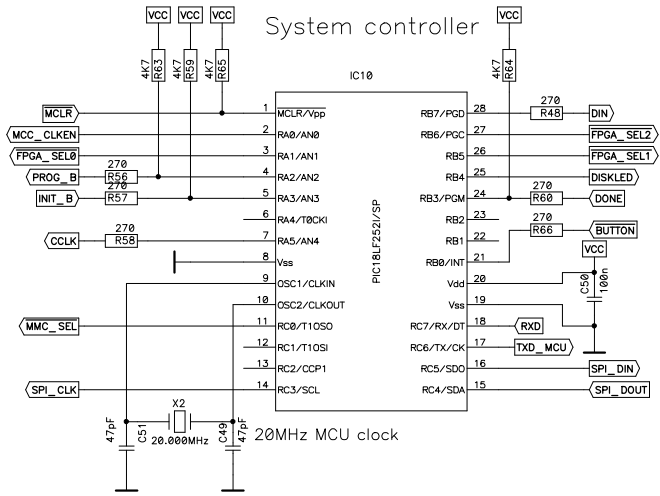 VCC VCC VCC VCC
System controller
4K7 R63 4K7 R59 4K7 R65 4K7 R64
IC10
MCLR 1 MCLR/Vpp RB7/PGD 28 270 R48 DIN
MCC_CLKEN 2 RA0/AN0 RB6/PGC 27 FPGA_SEL2
FPGA_SEL0 3 RA1/AN1 RB5 26 FPGA_SEL1
PROG_B 270 R56 4 RA2/AN2 RB4 25 DISKLED
INIT_B 270 R57 5 RA3/AN3 RB3/PGM 24 270 R60 DONE
6 RA4/T0CKI RB2 23
CCLK 270 R58 7 RA5/AN4 RB1 22
8 Vss RB0/INT 21 270 R66 BUTTON
PIC18LF252I/SP
VCC
9 OSC1/CLKIN Vdd 20 C50 100n
10 OSC2/CLKOUT Vss 19
MMC_SEL 11 RC0/T1OSO RC7/RX/DT 18 RXD
12 RC1/T1OSI RC6/TX/CK 17 TXD_MCU
13 RC2/CCP1 RC5/SDO 16 SPI_DIN
SPI_CLK 14 RC3/SCL RC4/SDA 15 SPI_DOUT
47pF C51 X2 20.000MHz C49 47pF
20MHz MCU clock